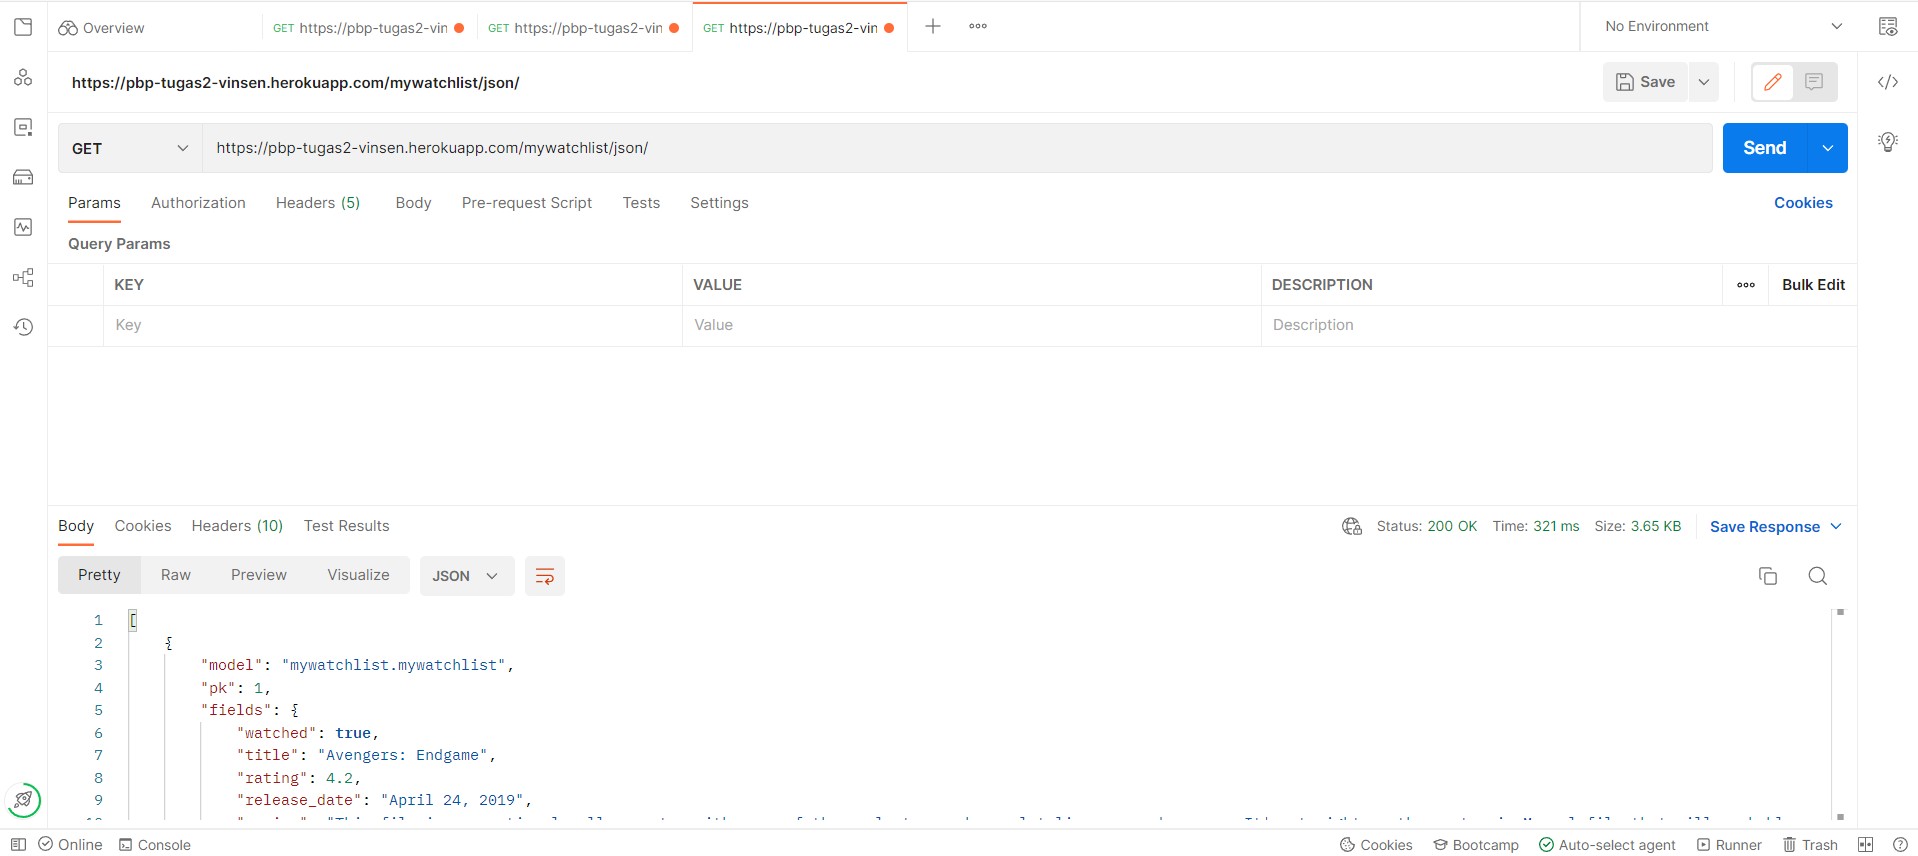 Overview
GET https://pbp-tugas2-vin
GET https://pbp-tugas2-vin
GET https://pbp-tugas2-vin
No Environment
https://pbp-tugas2-vinsen.herokuapp.com/mywatchlist/json/
Save
GET
https://pbp-tugas2-vinsen.herokuapp.com/mywatchlist/json/
Send
Params Authorization Headers (5) Body Pre-request Script Tests Settings
Cookies
Query Params
KEY VALUE DESCRIPTION
Bulk Edit
Key Value Description
Body Cookies Headers (10) Test Results
Status: 200 OK Time: 321 ms Size: 3.65 KB
Save Response
Pretty Raw Preview Visualize JSON
1 [
2 {
3 "model": "mywatchlist.mywatchlist",
4 "pk": 1,
5 "fields": {
6 "watched": true,
7 "title": "Avengers: Endgame",
8 "rating": 4.2,
9 "release_date": "April 24, 2019",
Online Console
Cookies Bootcamp Auto-select agent Runner Trash